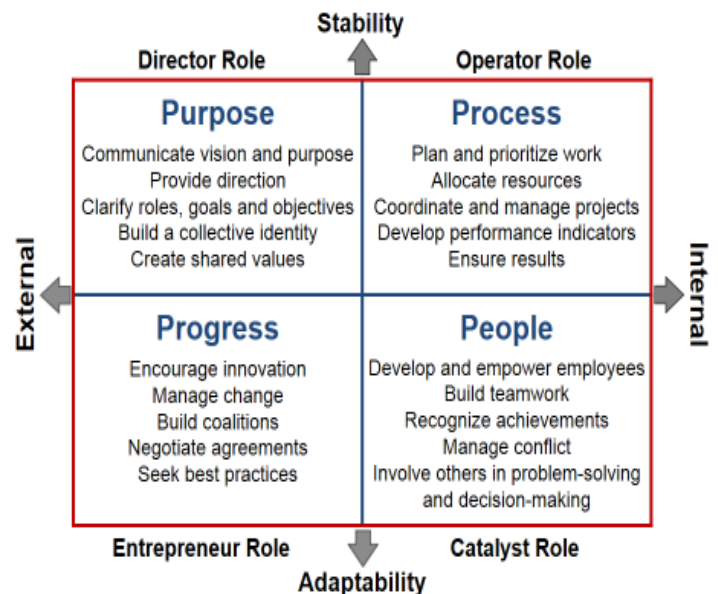 Stability
Director Role
Operator Role
Purpose
Communicate vision and purpose
Provide direction
Clarify roles, goals and objectives
Build a collective identity
Create shared values
Process
Plan and prioritize work
Allocate resources
Coordinate and manage projects
Develop performance indicators
Ensure results
External
Internal
Progress
Encourage innovation
Manage change
Build coalitions
Negotiate agreements
Seek best practices
People
Develop and empower employees
Build teamwork
Recognize achievements
Manage conflict
Involve others in problem-solving
and decision-making
Entrepreneur Role
Catalyst Role
Adaptability